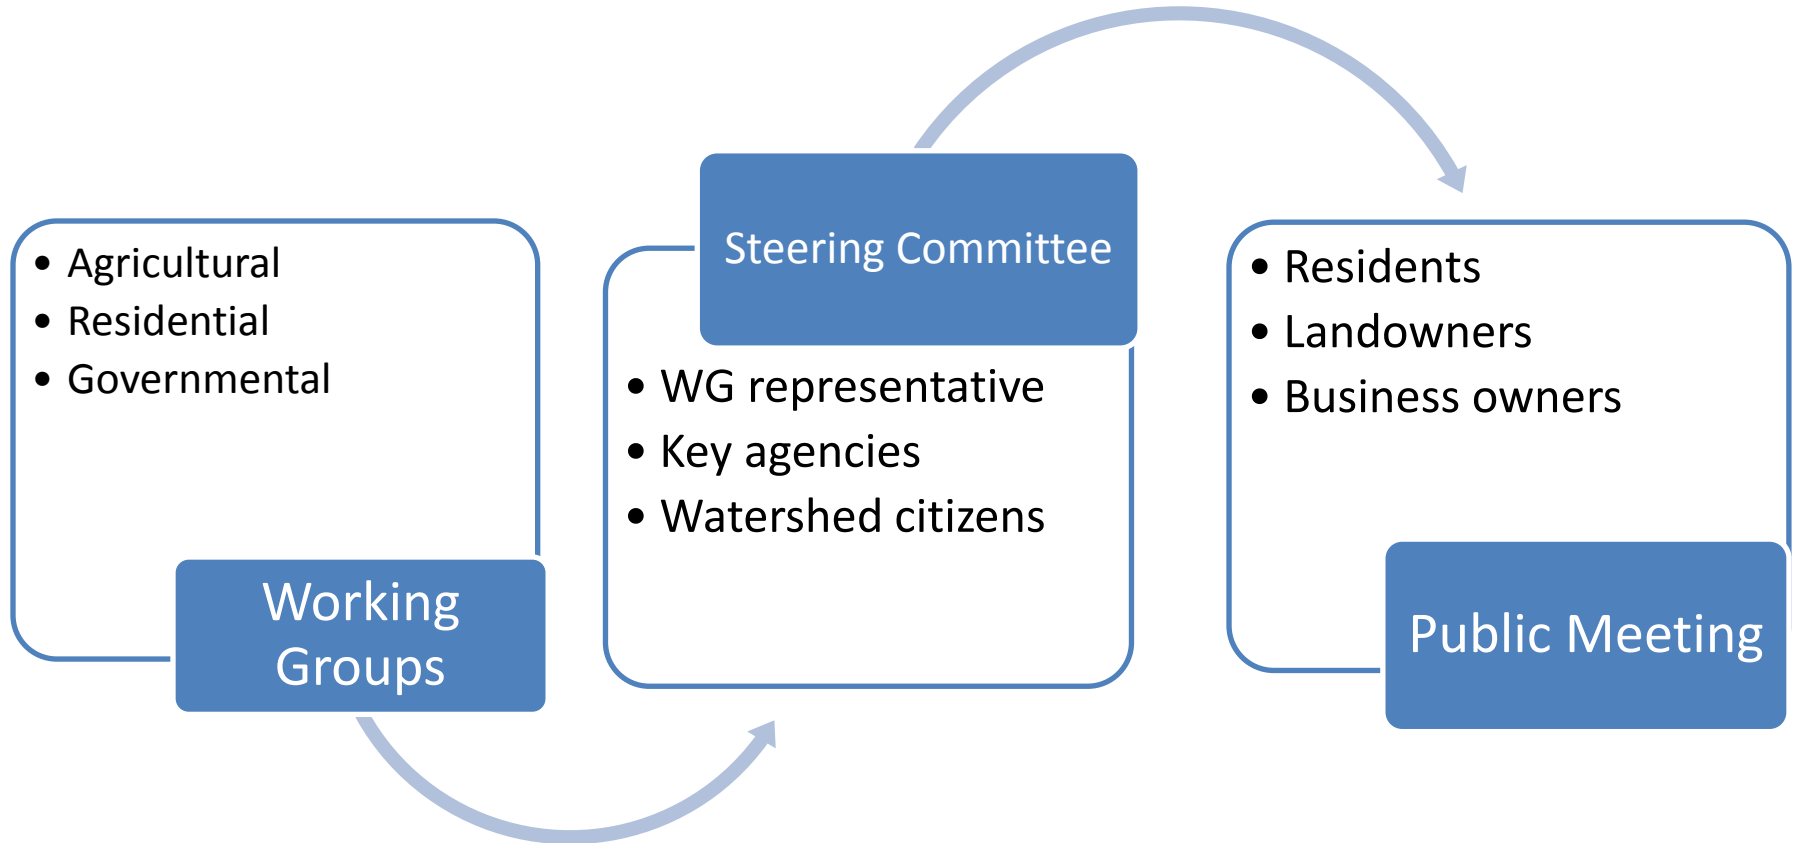 • Agricultural
• Residential
• Governmental
Working
Groups
Steering Committee
• WG representative
• Key agencies
• Watershed citizens
• Residents
• Landowners
• Business owners
Public Meeting